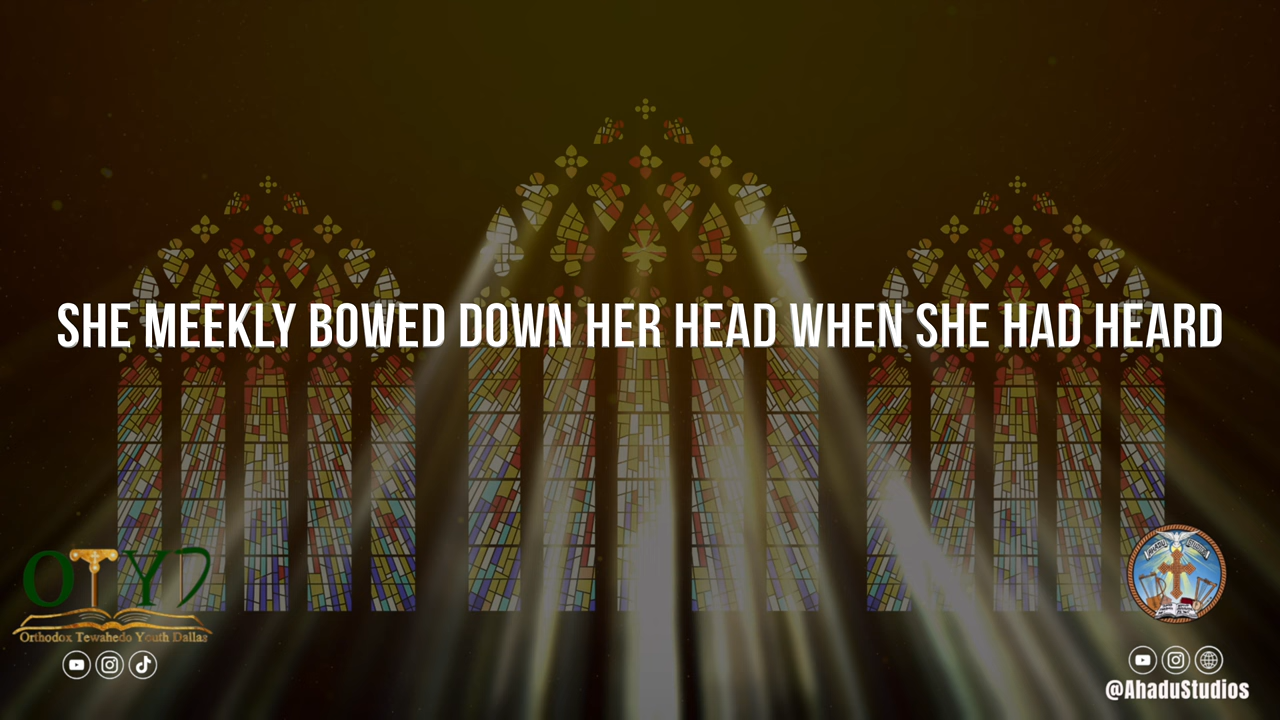 SHE MEEKLY BOWED DOWN HER HEAD WHEN SHE HAD HEARD
OTYD
Orthodox Tewahedo Youth Dallas
@AhaduStudios